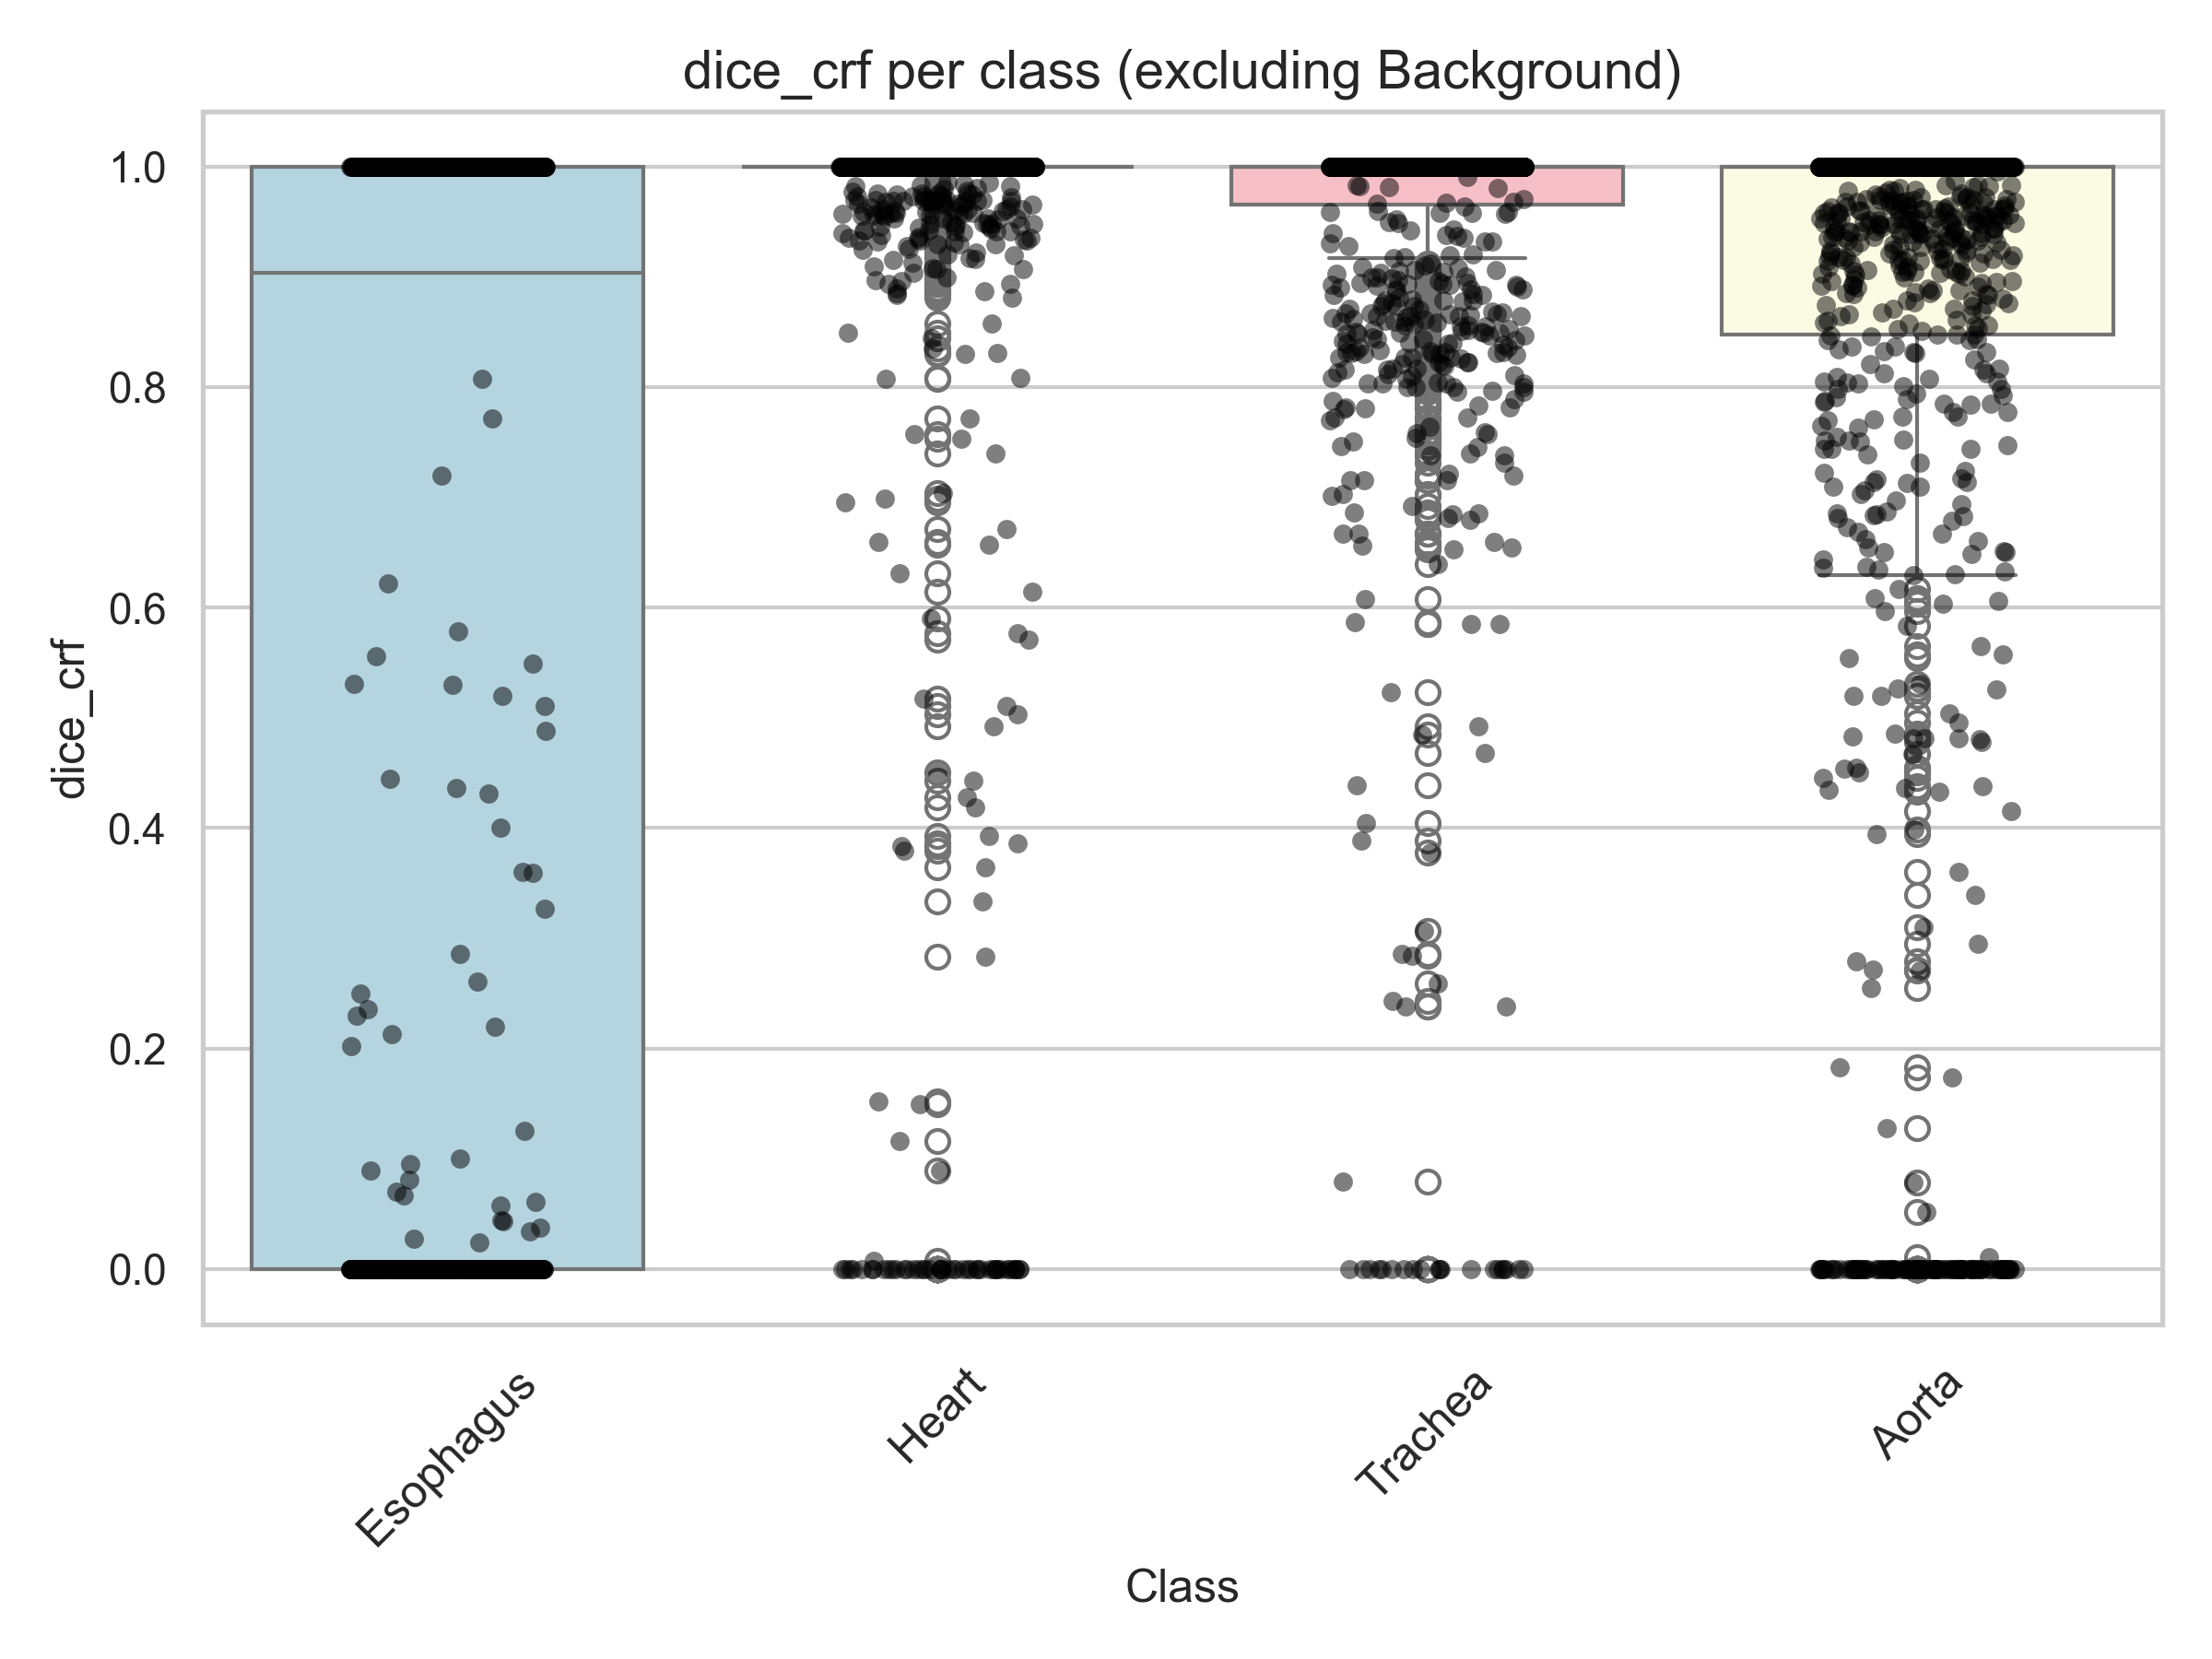 dice_crf per class (excluding Background)
dice_crf
1.0
0.8
0.6
0.4
0.2
0.0
Esophagus
Heart
Trachea
Aorta
Class